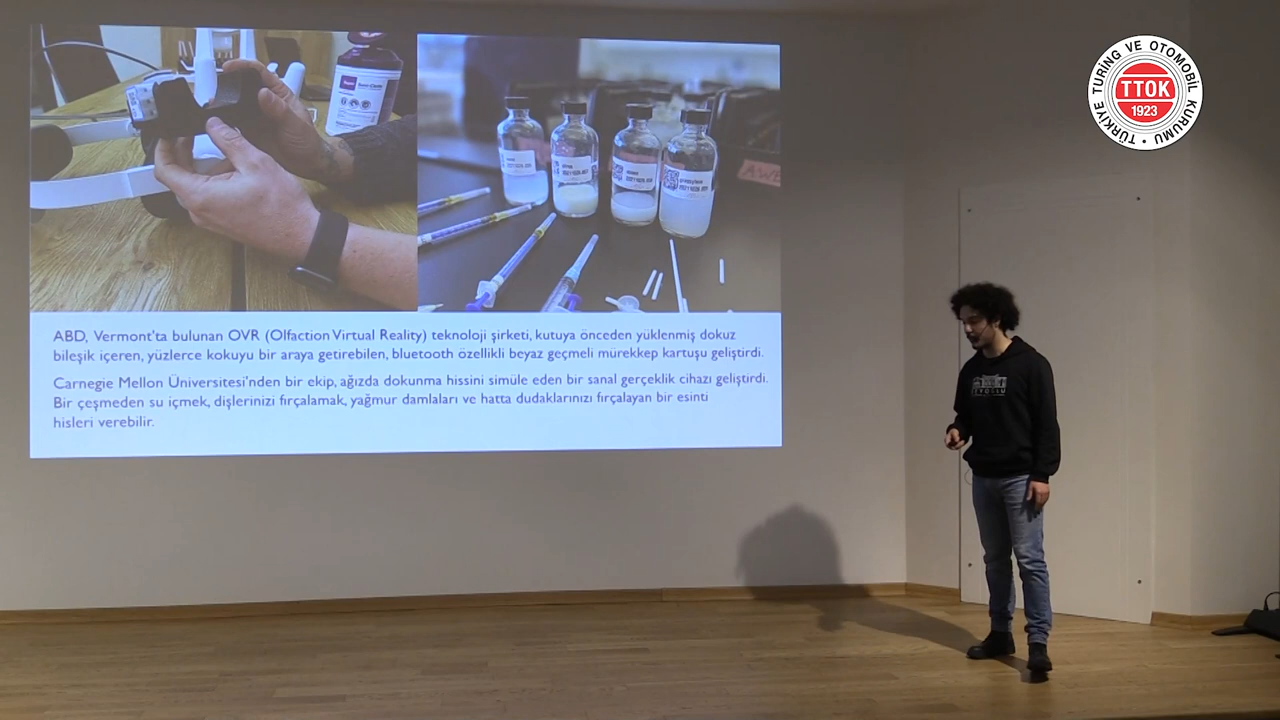 TÜRKİYE TURING VE OTOMOBİL KURUMU
TTOK
1923
ABD, Vermont'ta bulunan OVR (Olfaction Virtual Reality) teknoloji şirketi, kutuya önceden yüklenmiş dokuz
bileşik içeren, yüzlerce kokuyu bir araya getirebilen, bluetooth özellikli beyaz geçmeli mürekkep kartuşu geliştirdi.
Carnegie Mellon Üniversitesi'nden bir ekip, ağızda dokunma hissini simüle eden bir sanal gerçeklik cihazı geliştirdi.
Bir çeşmeden su içmek, dişlerinizi fırçalamak, yağmur damlaları ve hatta dudaklarınızı fırçalayan bir esinti
hisleri verebilir.